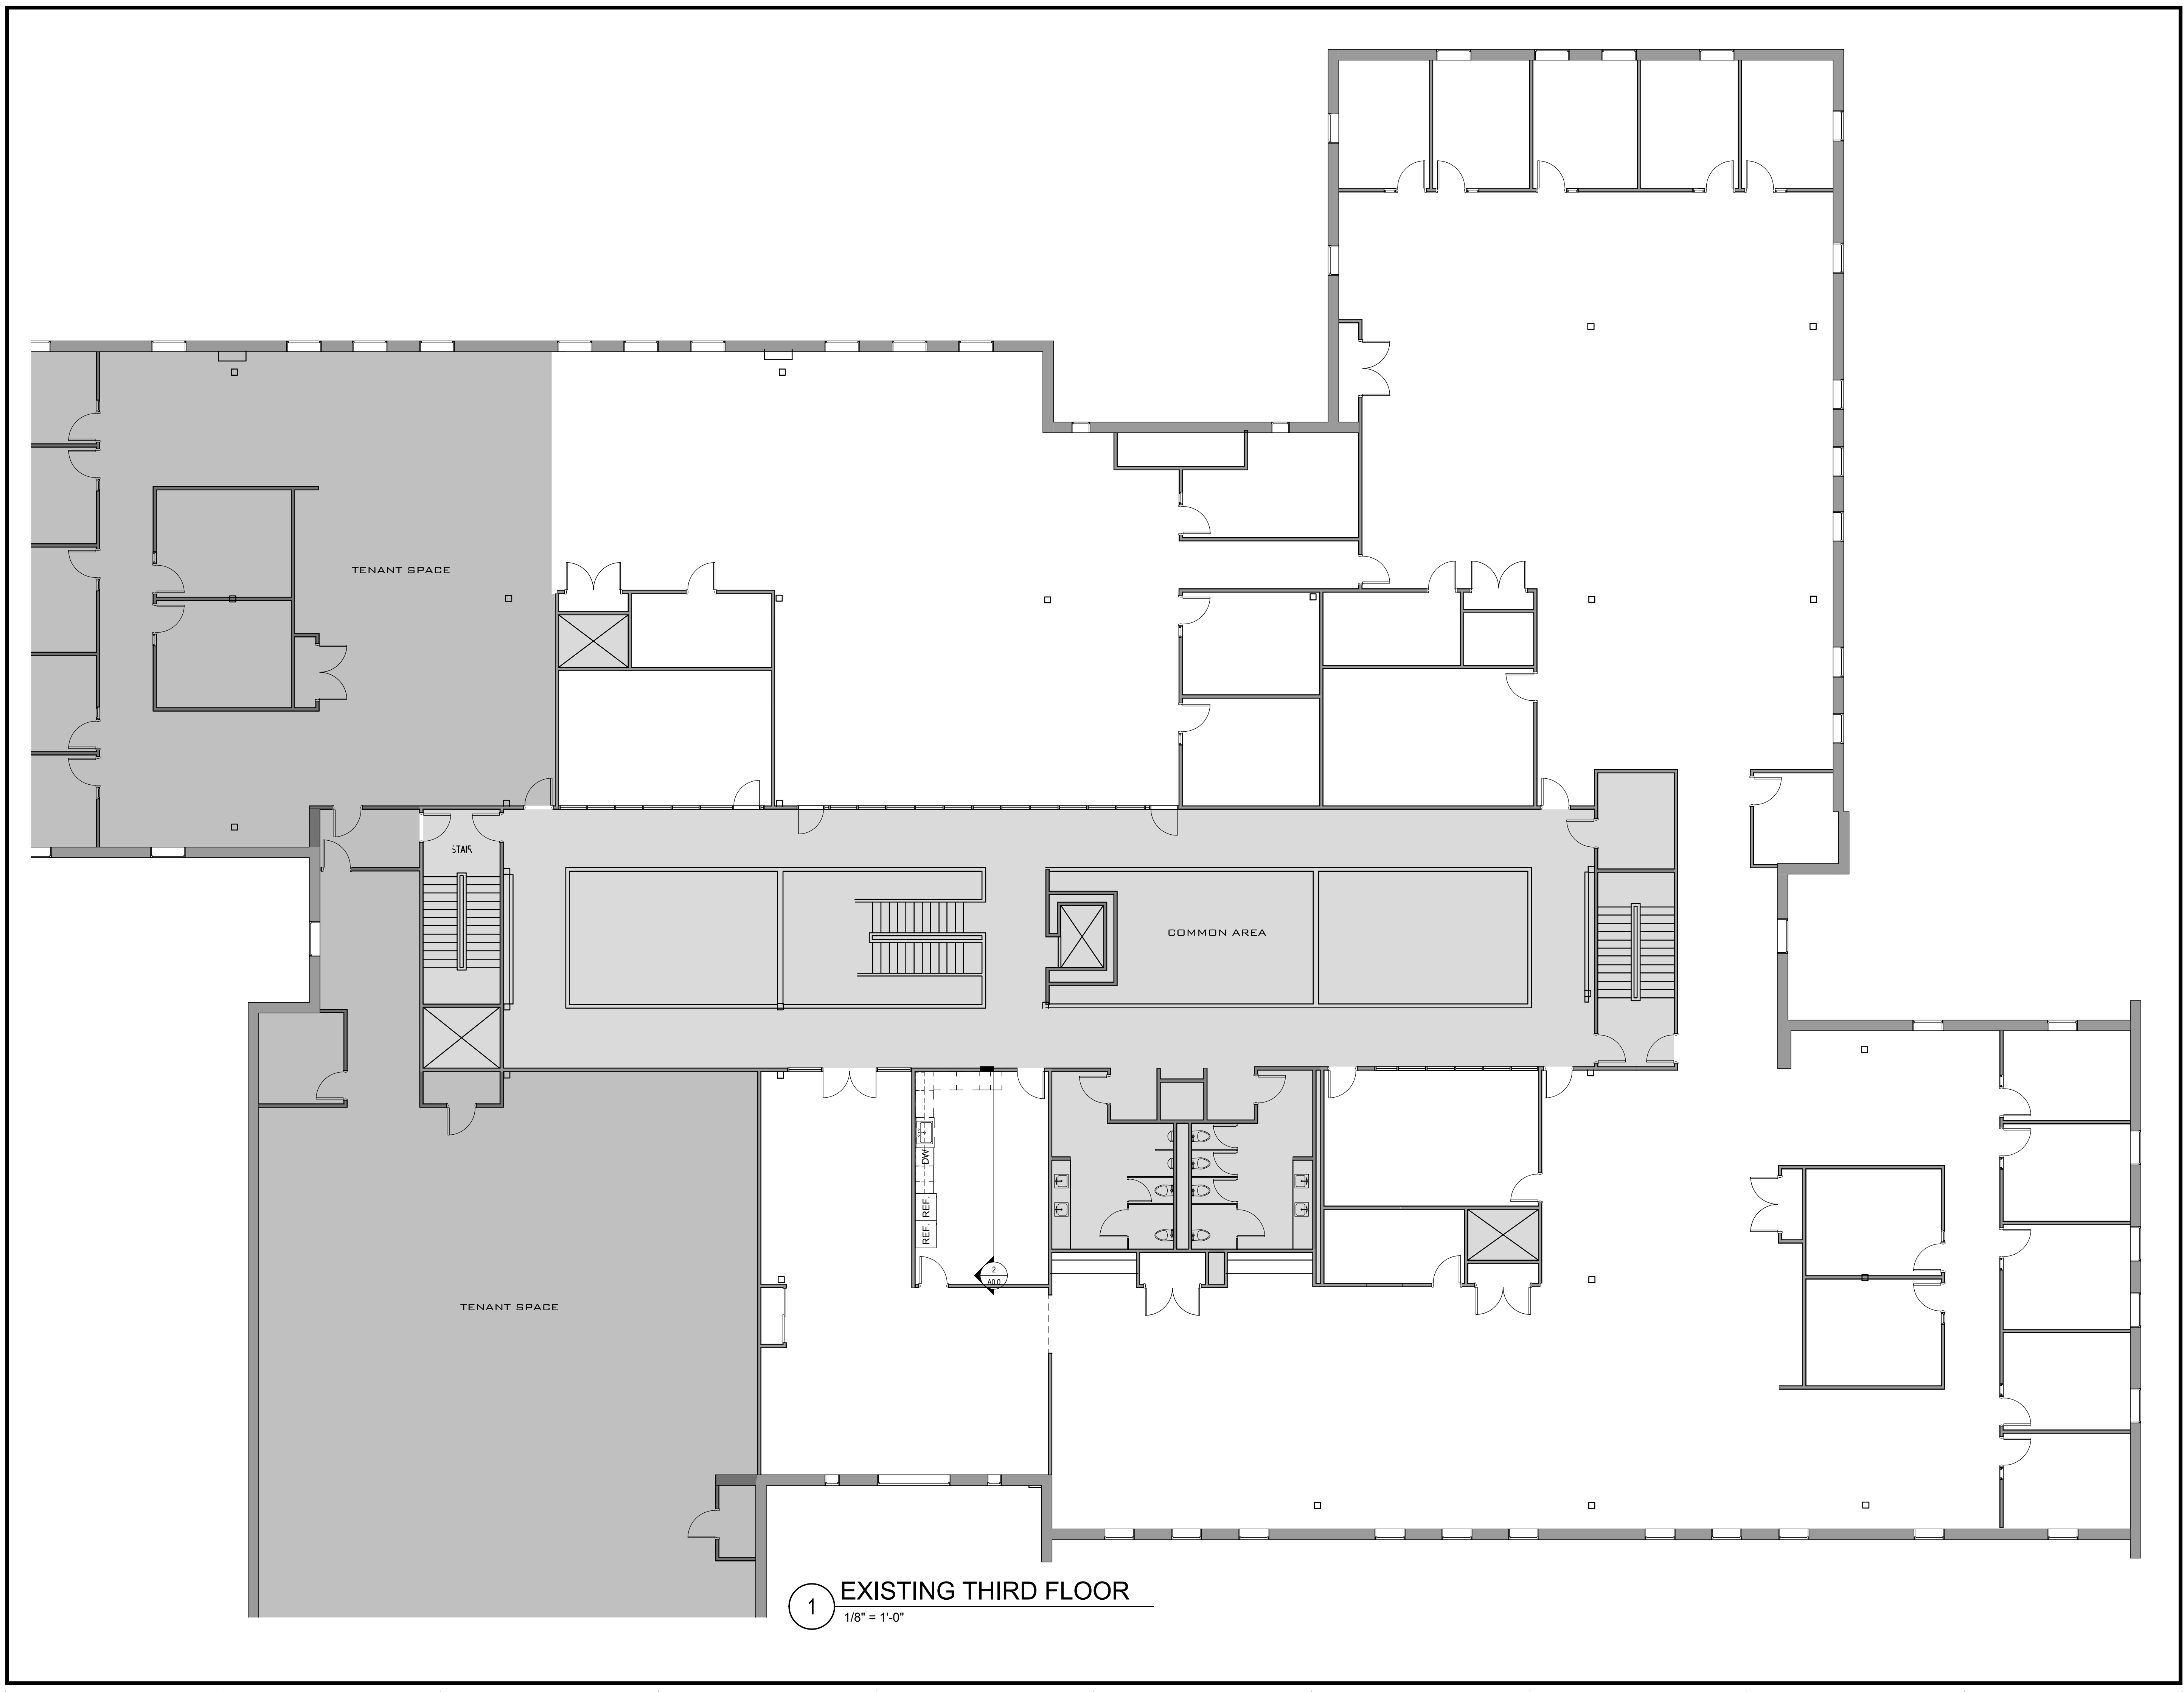 TENANT SPACE
STAIR
COMMON AREA
DW
REF.
REF.
2
A0.0
TENANT SPACE
1
EXISTING THIRD FLOOR
1/8" = 1'-0"